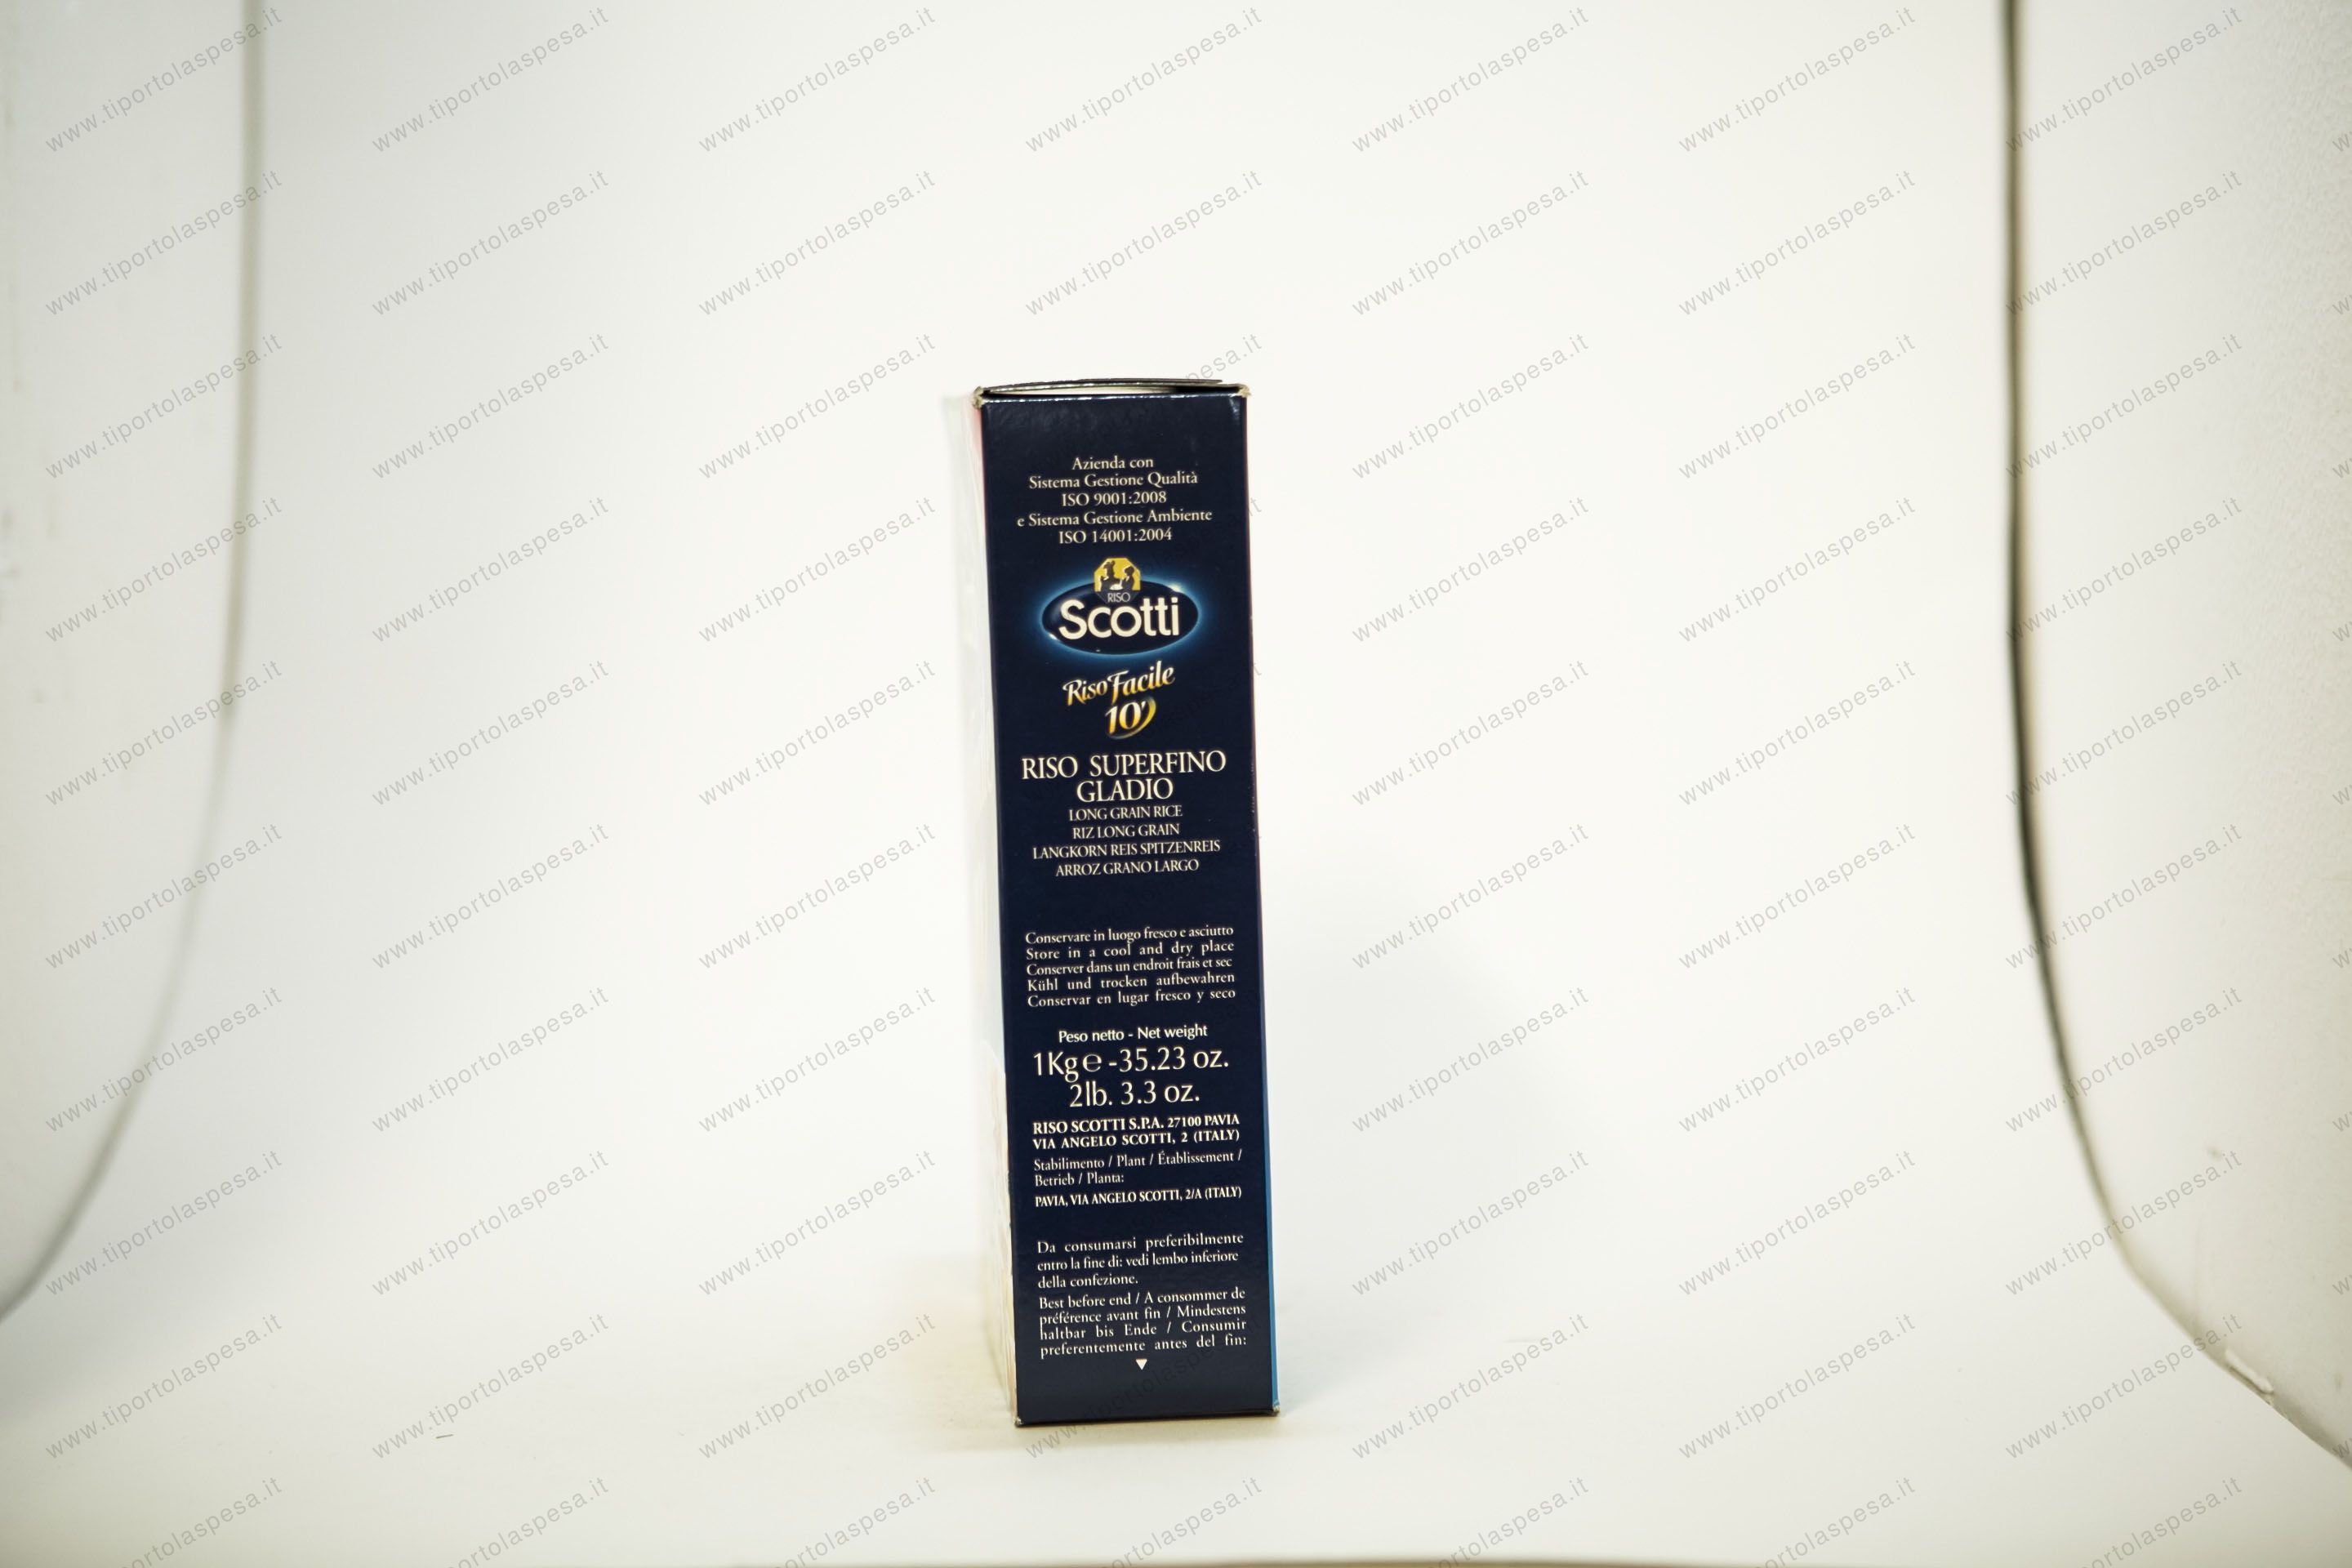 Azienda con
Sistema Gestione Qualità
ISO 9001:2008
e Sistema Gestione Ambiente
ISO 14001:2004
RISO
Scotti
Riso Facile
10'
RISO SUPERFINO
GLADIO
LONG GRAIN RICE
RIZ LONG GRAIN
LANGKORN REIS SPITZENREIS
ARROZ GRANO LARGO
Conservare in luogo fresco e asciutto
Store in a cool and dry place
Conserver dans un endroit frais et sec
Kühl und trocken aufbewahren
Conservar en lugar fresco y seco
Peso netto - Net weight
1Kg e -35.23 oz.
2lb. 3.3 oz.
RISO SCOTTI S.P.A. 27100 PAVIA
VIA ANGELO SCOTTI, 2 (ITALY)
Stabilimento / Plant / Établissement /
Betrieb / Planta:
PAVIA, VIA ANGELO SCOTTI, 2/A (ITALY)
Da consumarsi preferibilmente
entro la fine di: vedi lembo inferiore
della confezione.
Best before end / A consommer de
préférence avant fin / Mindestens
haltbar bis Ende / Consumir
preferentemente antes del fin:
www.tiportolaspesa.it